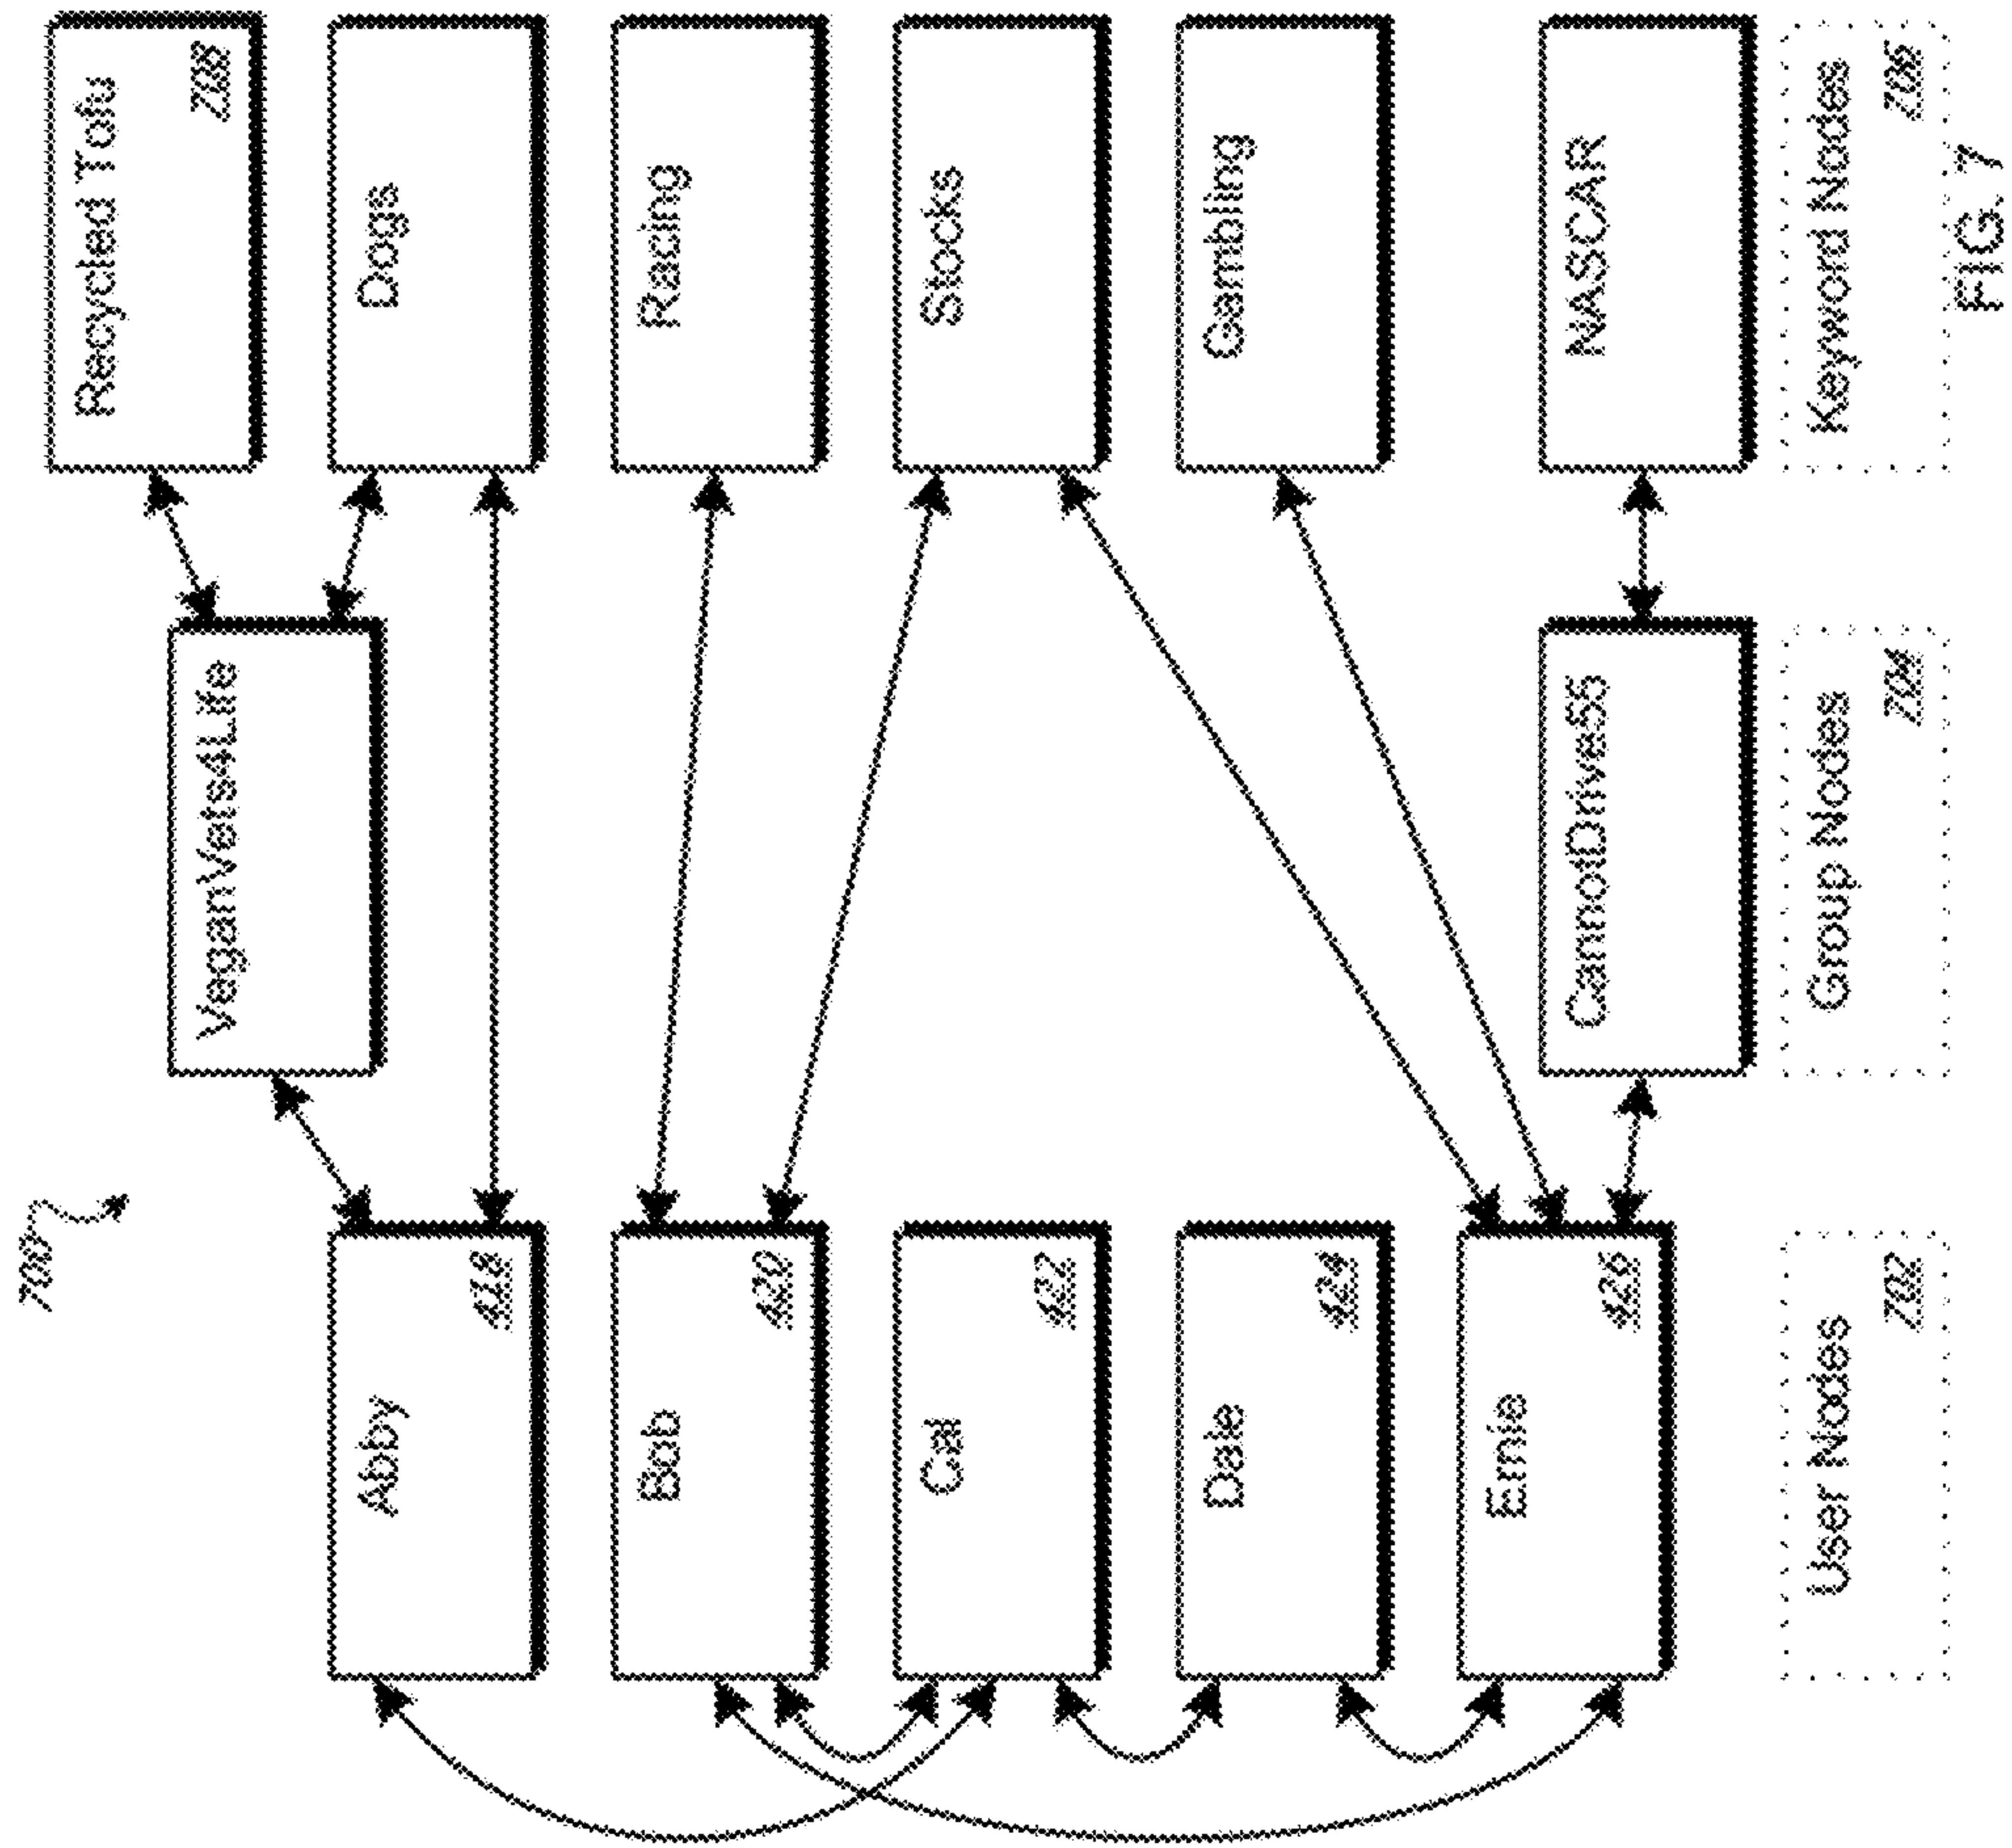 700
Abby
418
Bob
420
Cal
422
Dale
424
Ernie
426
User Nodes
702
VeganVets4Life
CannotDrive55
Group Nodes
704
Recycled Tofu
708
Dogs
Racing
Stocks
Gambling
NASCAR
Keyword Nodes
706
FIG. 7